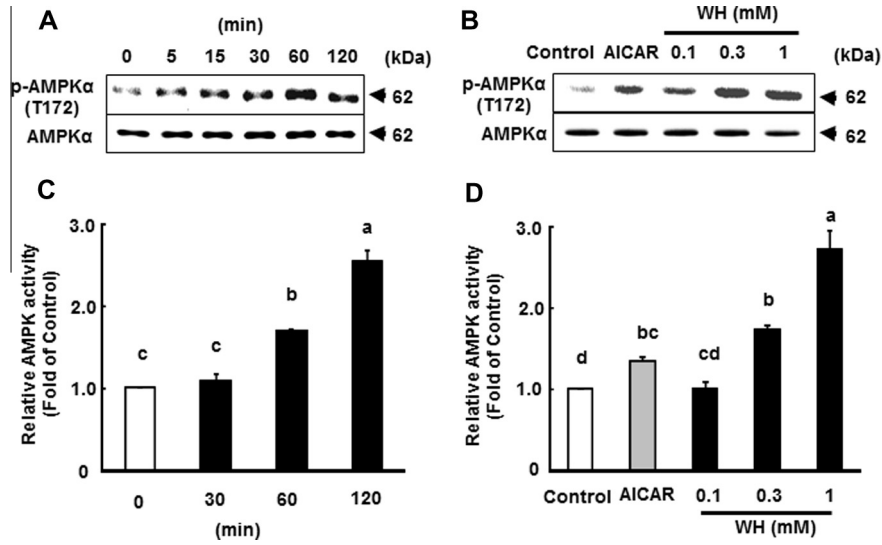 A
(min)
0 5 15 30 60 120 (kDa)
p-AMPKα
(T172)
62
AMPKα
62
B
WH (mM)
Control AICAR 0.1 0.3 1 (kDa)
p-AMPKα
(T172)
62
AMPKα
62
C
Relative AMPK activity
(Fold of Control)
3.0
2.0
1.0
0
c c b a
0 30 60 120
(min)
D
Relative AMPK activity
(Fold of Control)
3.0
2.0
1.0
0
d bc cd b a
Control AICAR 0.1 0.3 1
WH (mM)